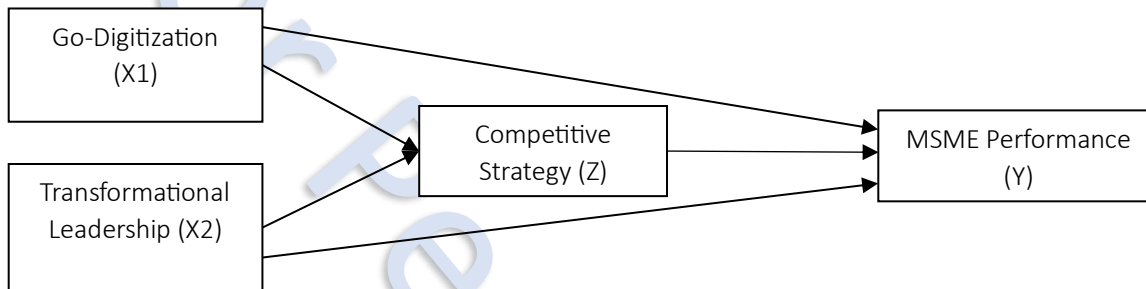 Go-Digitization
(X1)
Transformational
Leadership (X2)
Competitive
Strategy (Z)
MSME Performance
(Y)